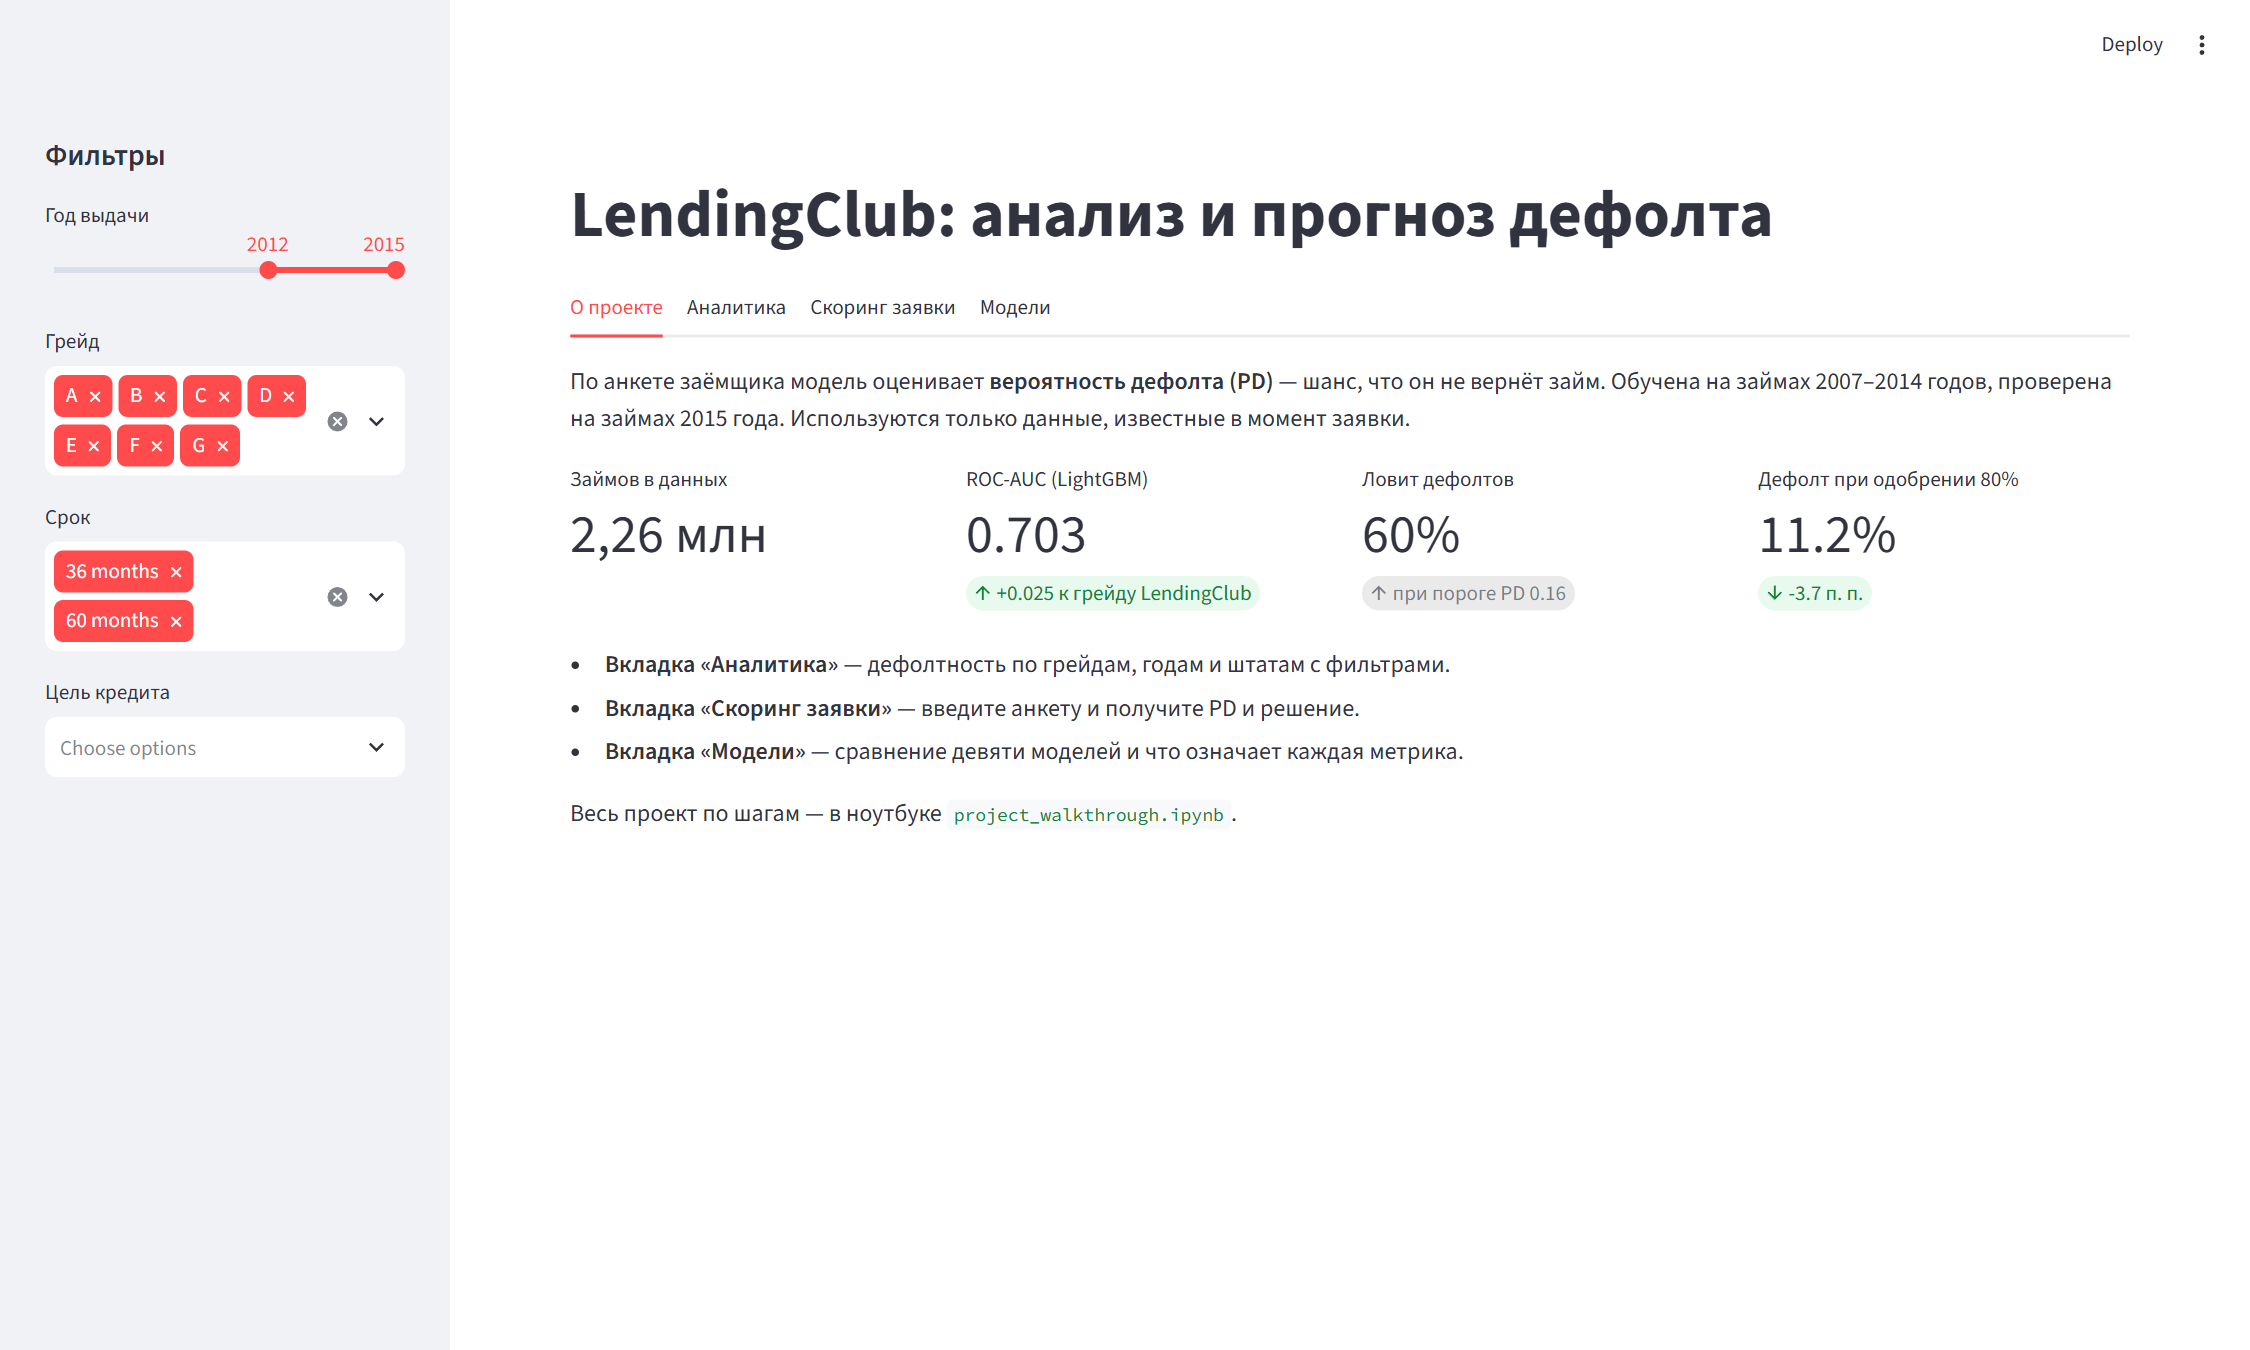 Deploy
Фильтры
Год выдачи
2012 2015
Грейд
A B C D
E F G
Срок
36 months
60 months
Цель кредита
Choose options
LendingClub: анализ и прогноз дефолта
О проекте Аналитика Скоринг заявки Модели
По анкете заёмщика модель оценивает вероятность дефолта (PD) — шанс, что он не вернёт займ. Обучена на займах 2007–2014 годов, проверена
на займах 2015 года. Используются только данные, известные в момент заявки.
Займов в данных
2,26 млн
ROC-AUC (LightGBM)
0.703
↑ +0.025 к грейду LendingClub
Ловит дефолтов
60%
↑ при пороге PD 0.16
Дефолт при одобрении 80%
11.2%
↓ -3.7 п. п.
• Вкладка «Аналитика» — дефолтность по грейдам, годам и штатам с фильтрами.
• Вкладка «Скоринг заявки» — введите анкету и получите PD и решение.
• Вкладка «Модели» — сравнение девяти моделей и что означает каждая метрика.
Весь проект по шагам — в ноутбуке project_walkthrough.ipynb .